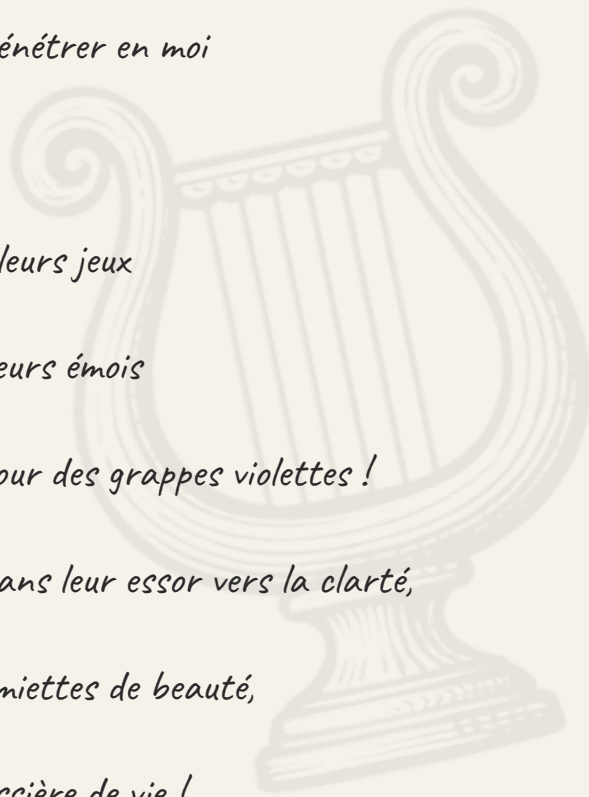 énétrer en moi
leurs jeux
eurs émois
our des grappes violettes !
ans leur essor vers la clarté,
miettes de beauté,
ssière de vie !